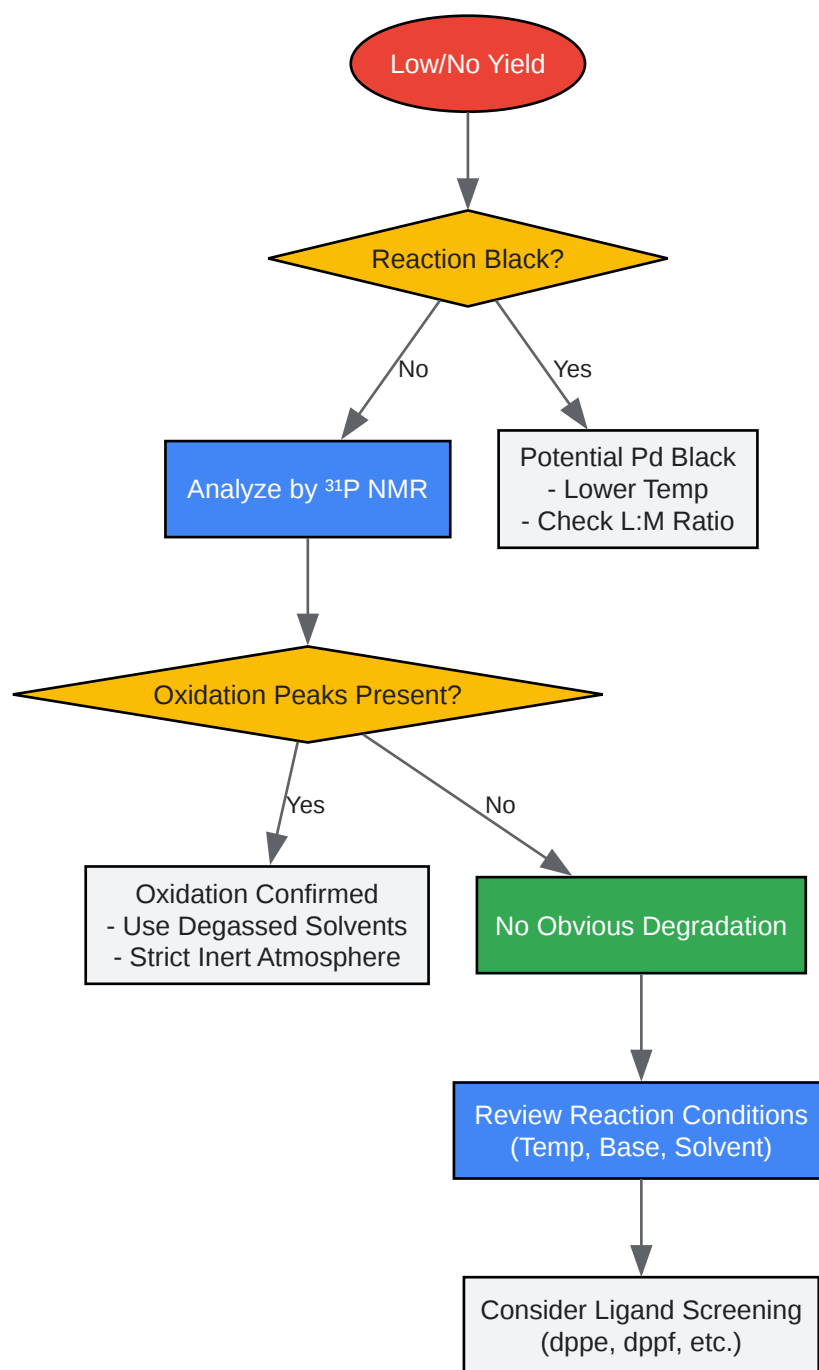 Low/No Yield
Reaction Black?
No
Yes
Analyze by ³¹P NMR
Potential Pd Black
- Lower Temp
- Check L:M Ratio
Oxidation Peaks Present?
Yes
No
Oxidation Confirmed
- Use Degassed Solvents
- Strict Inert Atmosphere
No Obvious Degradation
Review Reaction Conditions
(Temp, Base, Solvent)
Consider Ligand Screening
(dppe, dppf, etc.)